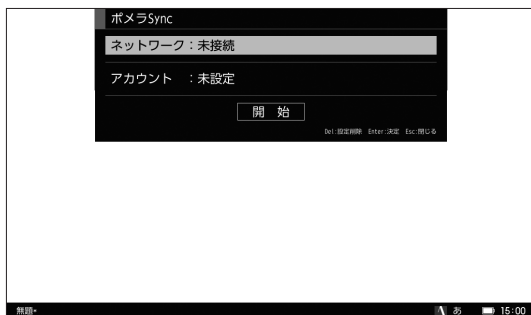 ポメラSync
ネットワーク：未接続
アカウント　：未設定
開　始
Del:設定削除　Enter:決定　Esc:閉じる
無題*
A　あ　15:00